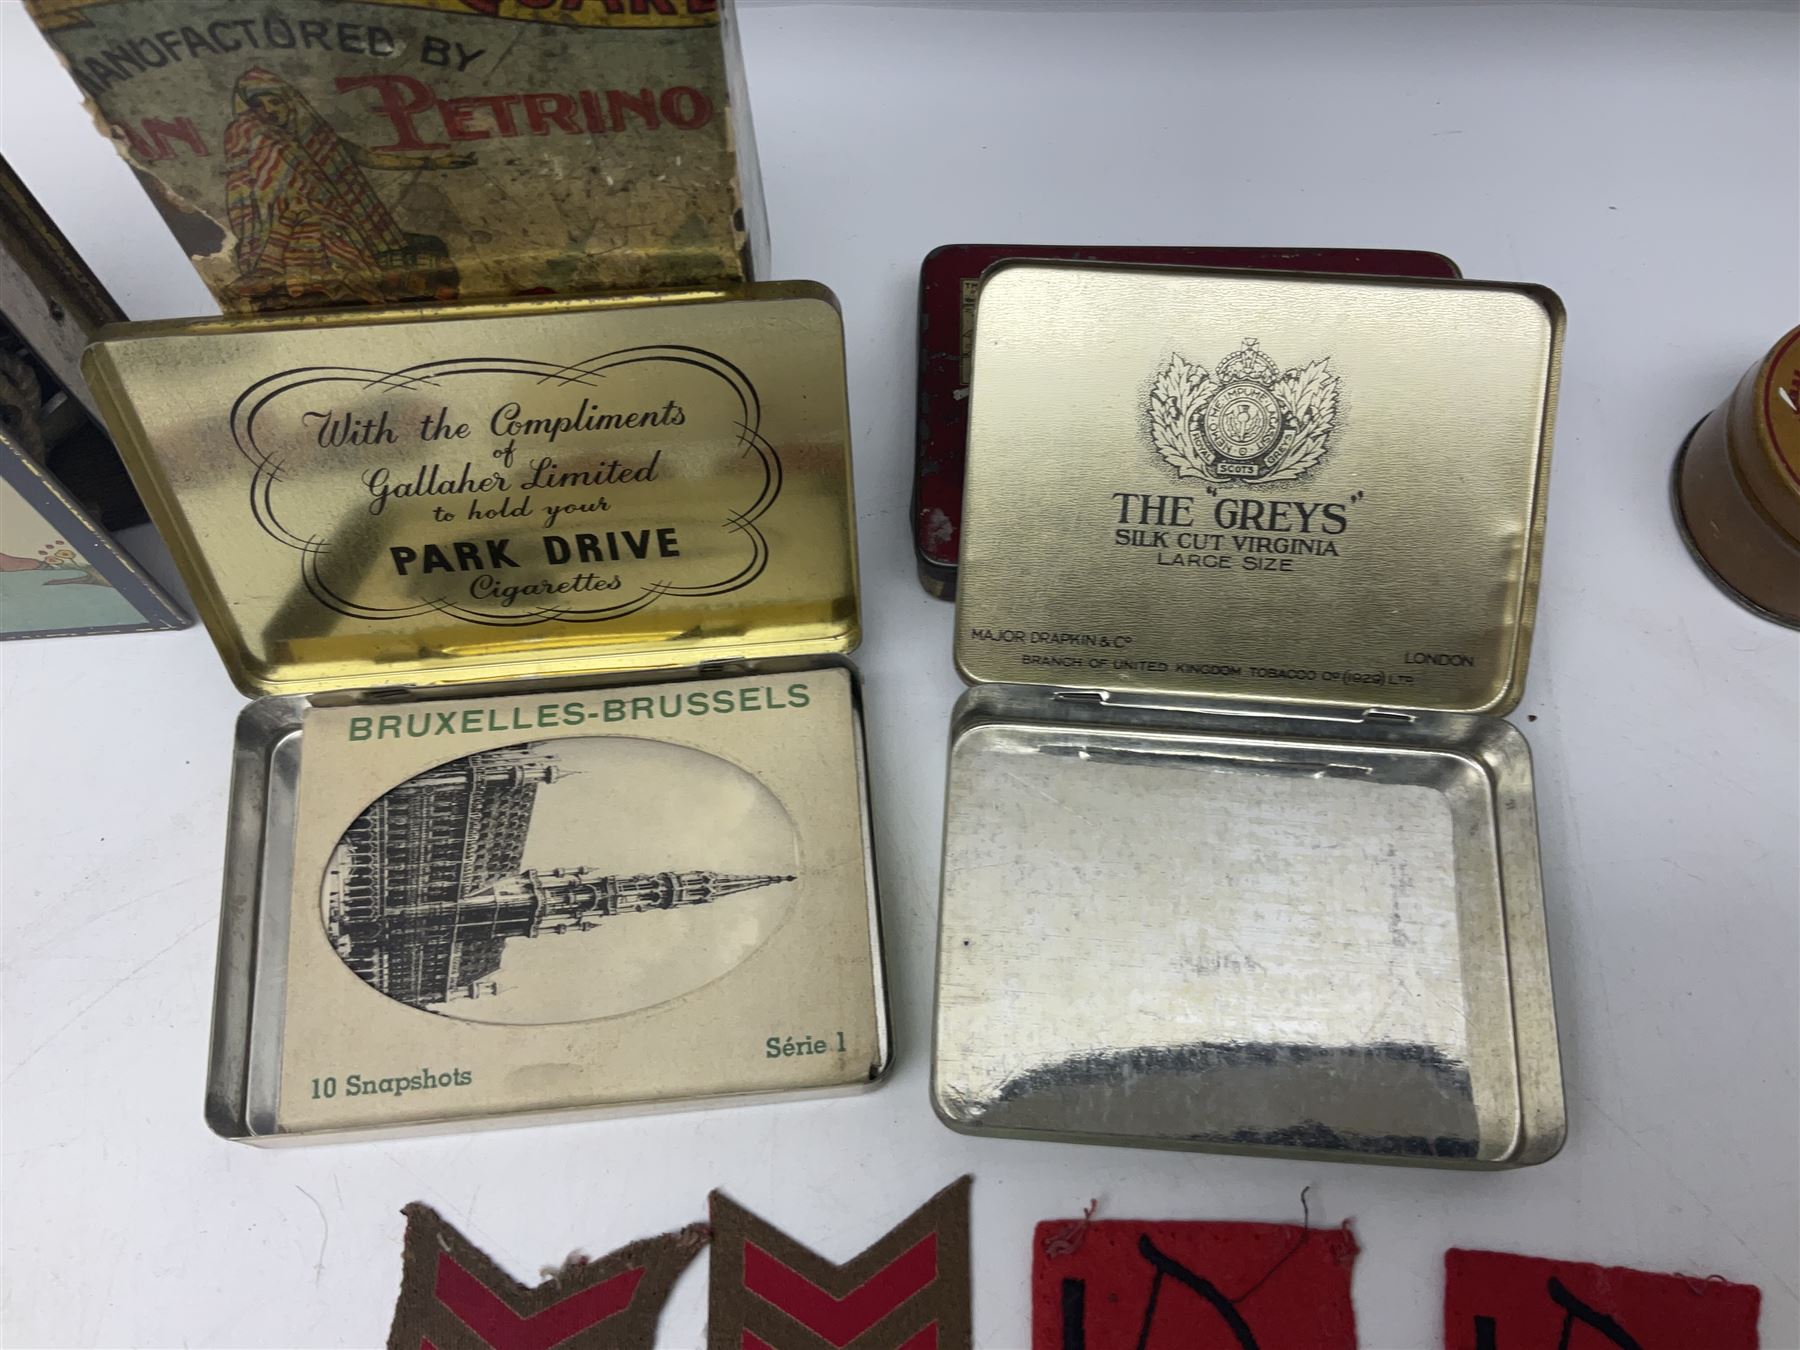 MANUFACTURED BY
PETRINO
With the Compliments
of
Gallaher Limited
to hold your
PARK DRIVE
Cigarettes
BRUXELLES-BRUSSELS
10 Snapshots
Série 1
SCOTS
THE "GREYS"
SILK CUT VIRGINIA
LARGE SIZE
MAJOR DRAPKIN & Co
LONDON
BRANCH OF UNITED KINGDOM TOBACCO Co (1929) LTD